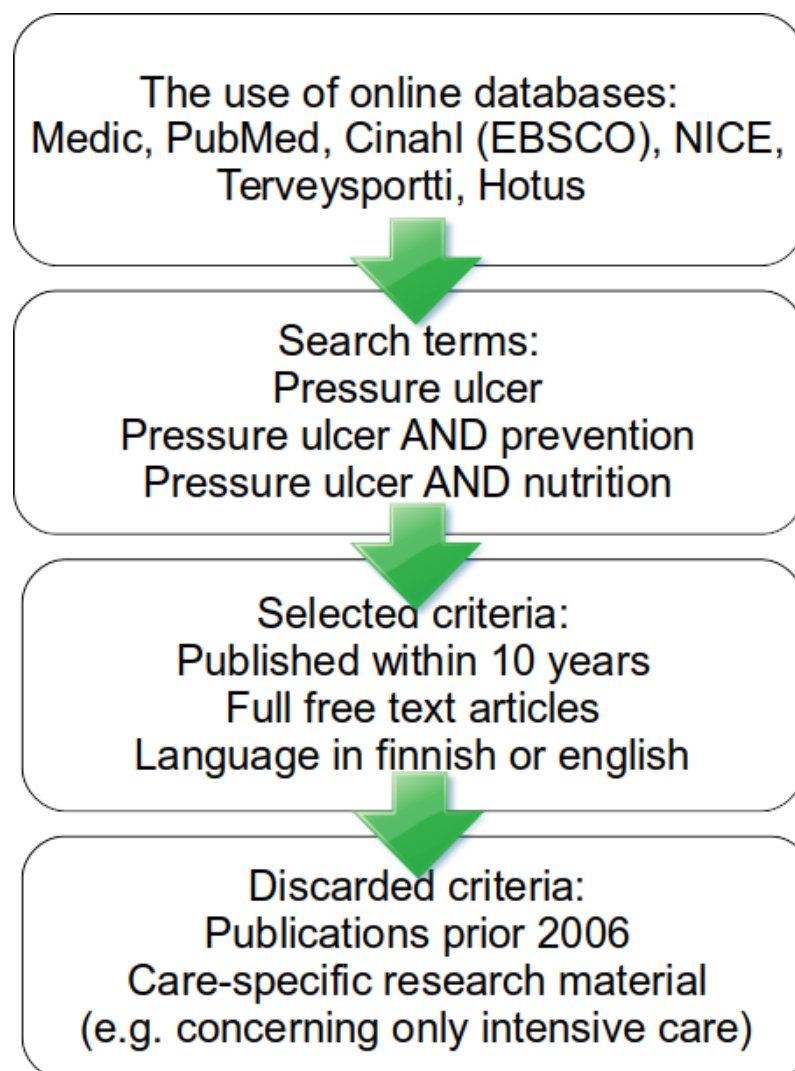 The use of online databases:
Medic, PubMed, Cinahl (EBSCO), NICE,
Terveysportti, Hotus
Search terms:
Pressure ulcer
Pressure ulcer AND prevention
Pressure ulcer AND nutrition
Selected criteria:
Published within 10 years
Full free text articles
Language in finnish or english
Discarded criteria:
Publications prior 2006
Care-specific research material
(e.g. concerning only intensive care)